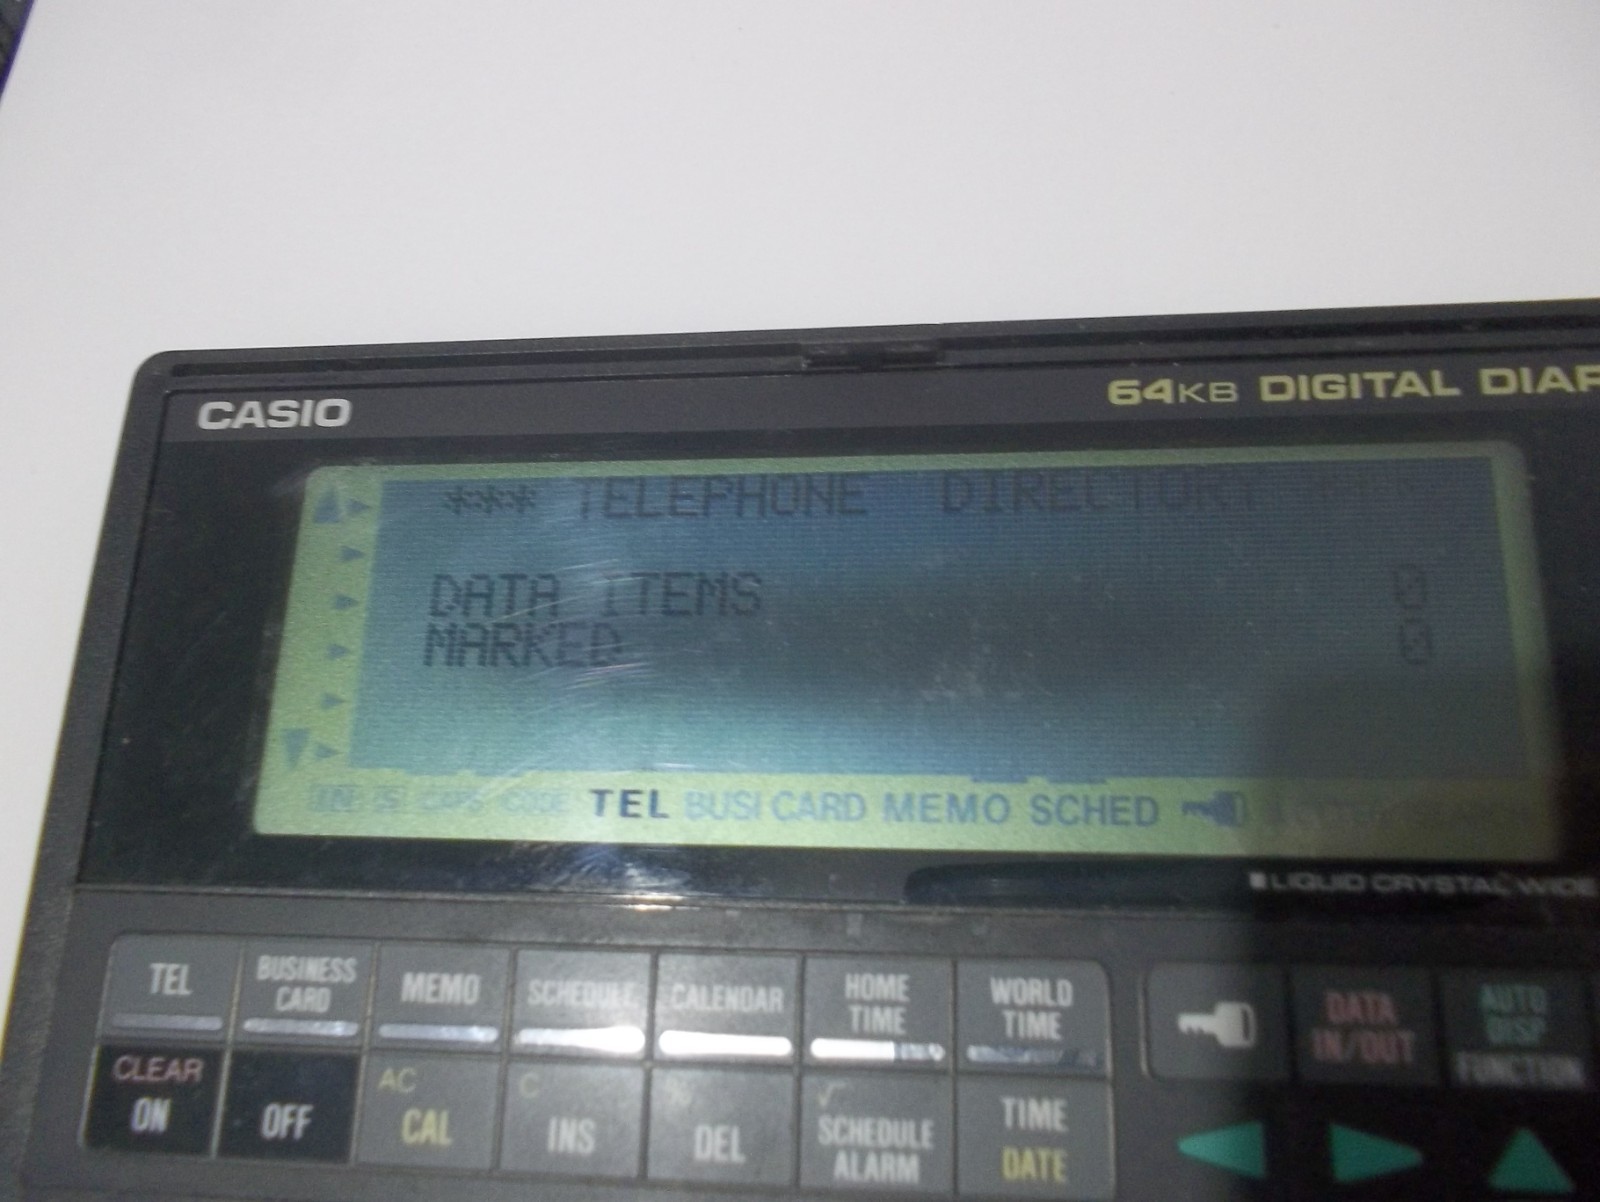 CASIO
64KB DIGITAL DIAR
*** TELEPHONE DIRECTORY ***
DATA ITEMS 0
MARKED 0
CAPS CODE TEL BUSI CARD MEMO SCHED
LIQUID CRYSTAL WIDE
TEL BUSINESS CARD MEMO SCHEDULE CALENDAR HOME TIME WORLD TIME DATA IN/OUT AUTO DISP FUNCTION
CLEAR ON OFF AC CAL C INS % DEL √ SCHEDULE ALARM TIME DATE